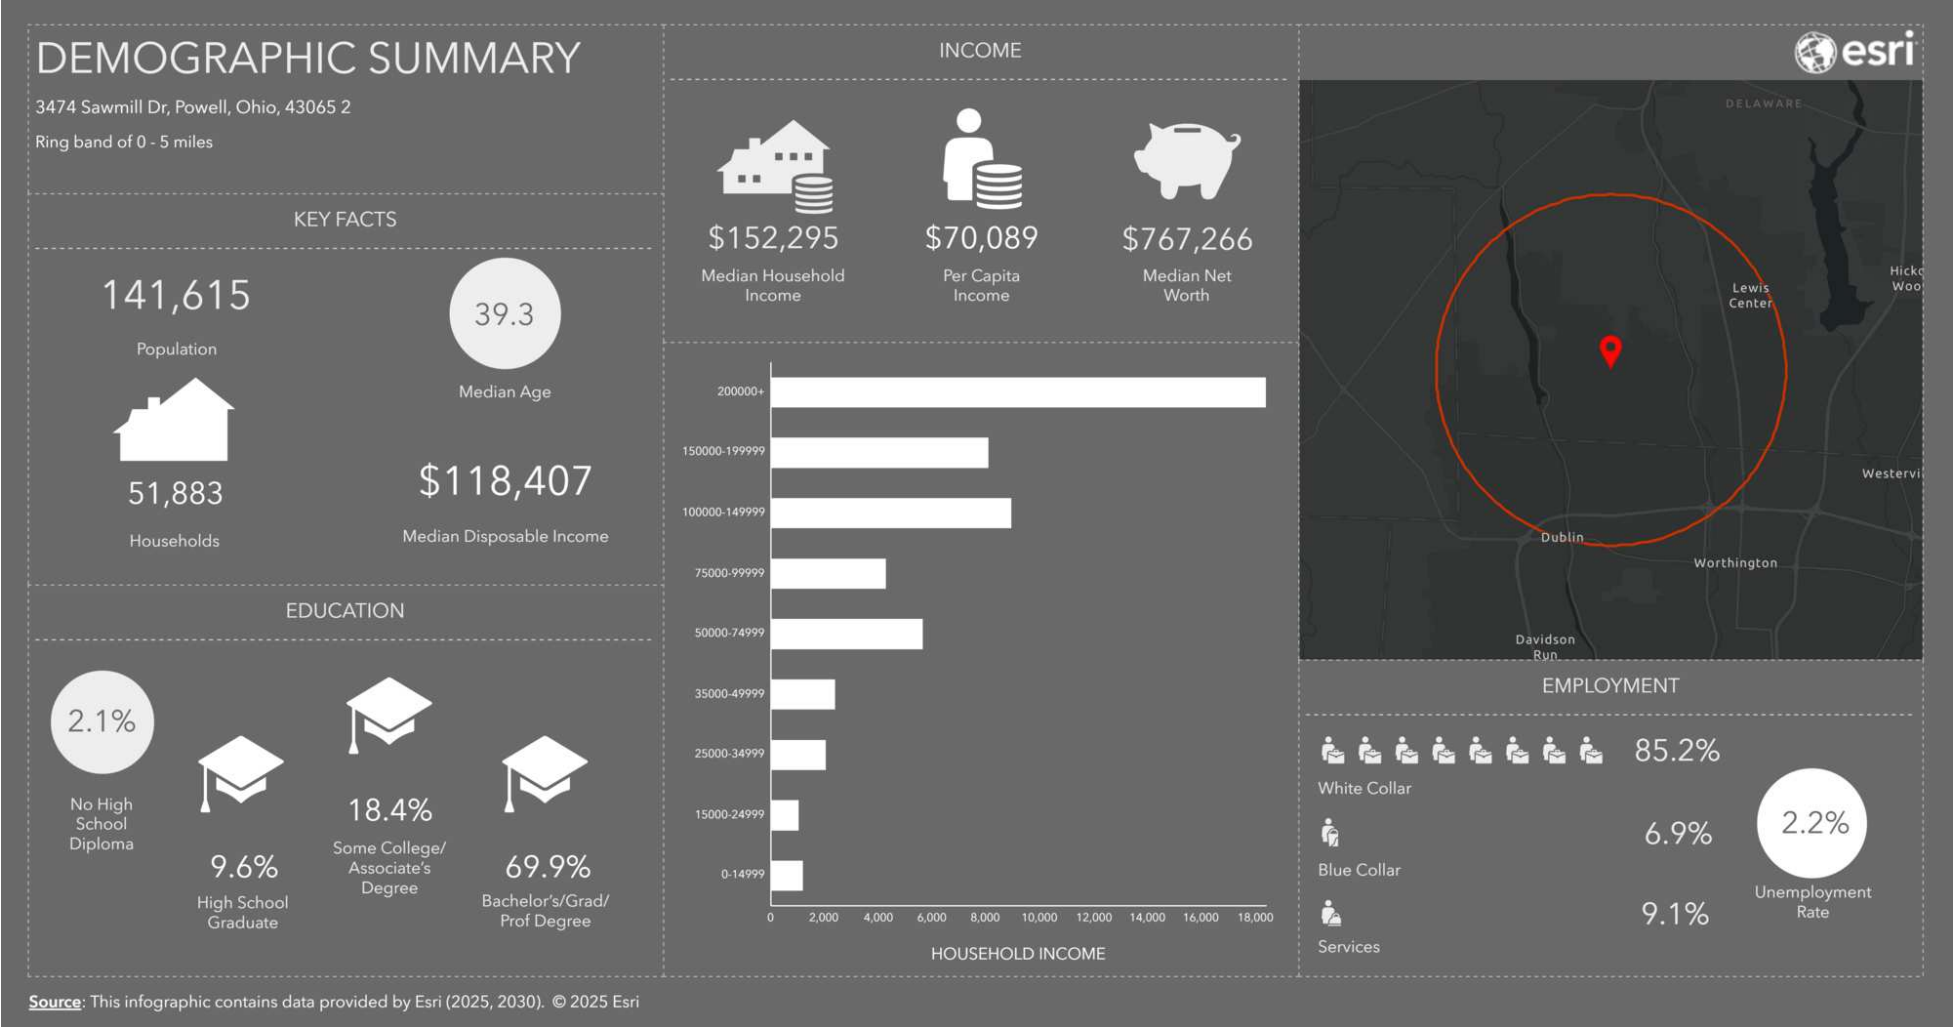 DEMOGRAPHIC SUMMARY
3474 Sawmill Dr, Powell, Ohio, 43065 2
Ring band of 0 - 5 miles
KEY FACTS
141,615
Population
39.3
Median Age
51,883
Households
$118,407
Median Disposable Income
EDUCATION
2.1%
No High
School
Diploma
9.6%
High School
Graduate
18.4%
Some College/
Associate's
Degree
69.9%
Bachelor's/Grad/
Prof Degree
INCOME
$152,295
Median Household
Income
$70,089
Per Capita
Income
$767,266
Median Net
Worth
200000+
150000-199999
100000-149999
75000-99999
50000-74999
35000-49999
25000-34999
15000-24999
0-14999
0 2,000 4,000 6,000 8,000 10,000 12,000 14,000 16,000 18,000
HOUSEHOLD INCOME
esri
DELAWARE
Lewis
Center
Dublin
Worthington
Davidson
Run
EMPLOYMENT
85.2%
White Collar
6.9%
Blue Collar
9.1%
Services
2.2%
Unemployment
Rate
Source: This infographic contains data provided by Esri (2025, 2030). © 2025 Esri